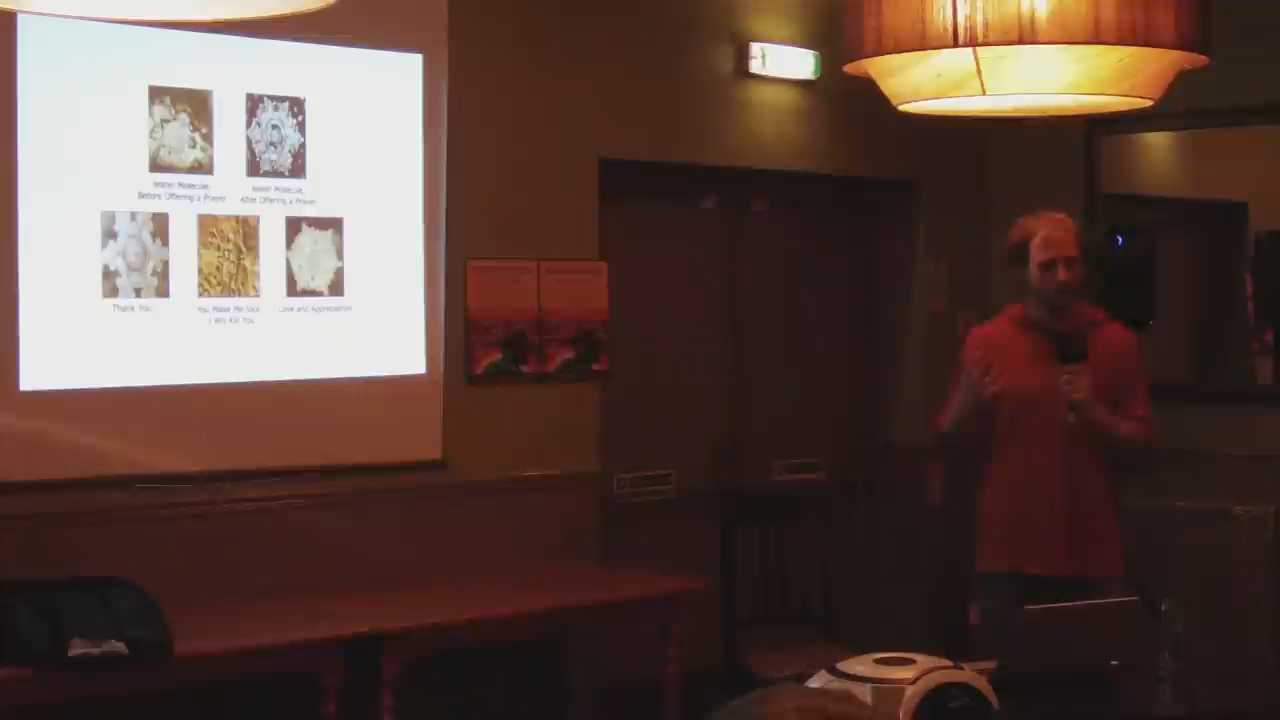 Water Molecule, Water Molecule,
Before Offering a Prayer After Offering a Prayer
Thank You You Make Me Sick Love and Appreciation
I Will Kill You